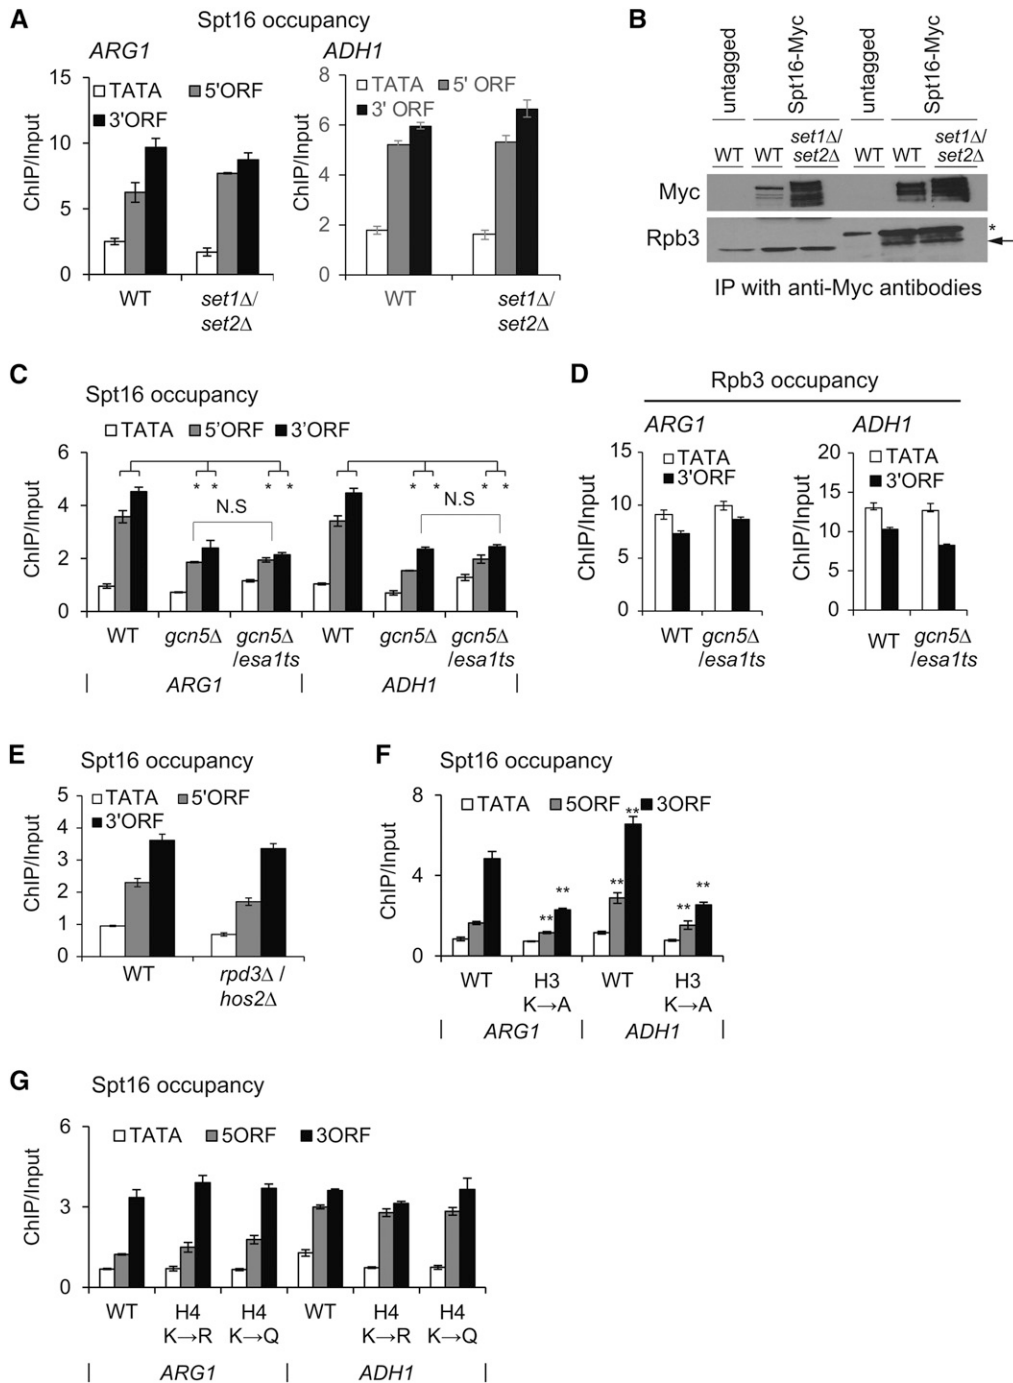 A
Spt16 occupancy
ARG1
ADH1
ChIP/Input
15
10
5
0
TATA
5'ORF
3'ORF
WT
set1Δ/
set2Δ
ChIP/Input
8
6
4
2
0
TATA
5' ORF
3' ORF
WT
set1Δ/
set2Δ
B
untagged
Spt16-Myc
untagged
Spt16-Myc
WT
WT
set1Δ/
set2Δ
WT
WT
set1Δ/
set2Δ
Myc
Rpb3
*
IP with anti-Myc antibodies
C
Spt16 occupancy
TATA
5'ORF
3'ORF
ChIP/Input
6
4
2
0
* * * *
N.S
* * * *
N.S
WT
gcn5Δ
gcn5Δ
/esa1ts
WT
gcn5Δ
gcn5Δ
/esa1ts
ARG1
ADH1
D
Rpb3 occupancy
ARG1
ADH1
ChIP/Input
15
10
5
0
TATA
3'ORF
WT
gcn5Δ
/esa1ts
ChIP/Input
20
15
10
5
0
TATA
3'ORF
WT
gcn5Δ
/esa1ts
E
Spt16 occupancy
ChIP/Input
5
4
3
2
1
0
TATA
5'ORF
3'ORF
WT
rpd3Δ /
hos2Δ
F
Spt16 occupancy
ChIP/Input
8
4
0
TATA
5ORF
3ORF
**
**
**
**
**
**
WT
H3
K→A
WT
H3
K→A
ARG1
ADH1
G
Spt16 occupancy
ChIP/Input
6
3
0
TATA
5ORF
3ORF
WT
H4
K→R
H4
K→Q
WT
H4
K→R
H4
K→Q
ARG1
ADH1